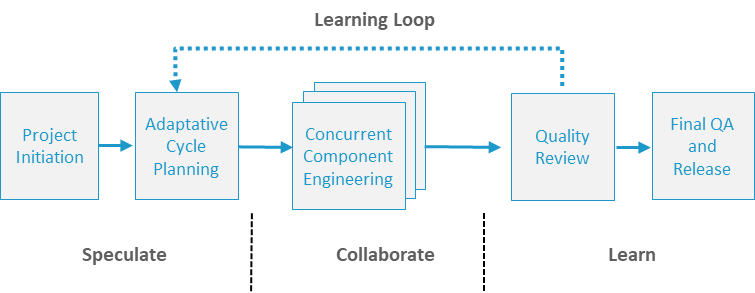 Learning Loop
Project
Initiation
Adaptative
Cycle
Planning
Concurrent
Component
Engineering
Quality
Review
Final QA
and
Release
Speculate
Collaborate
Learn